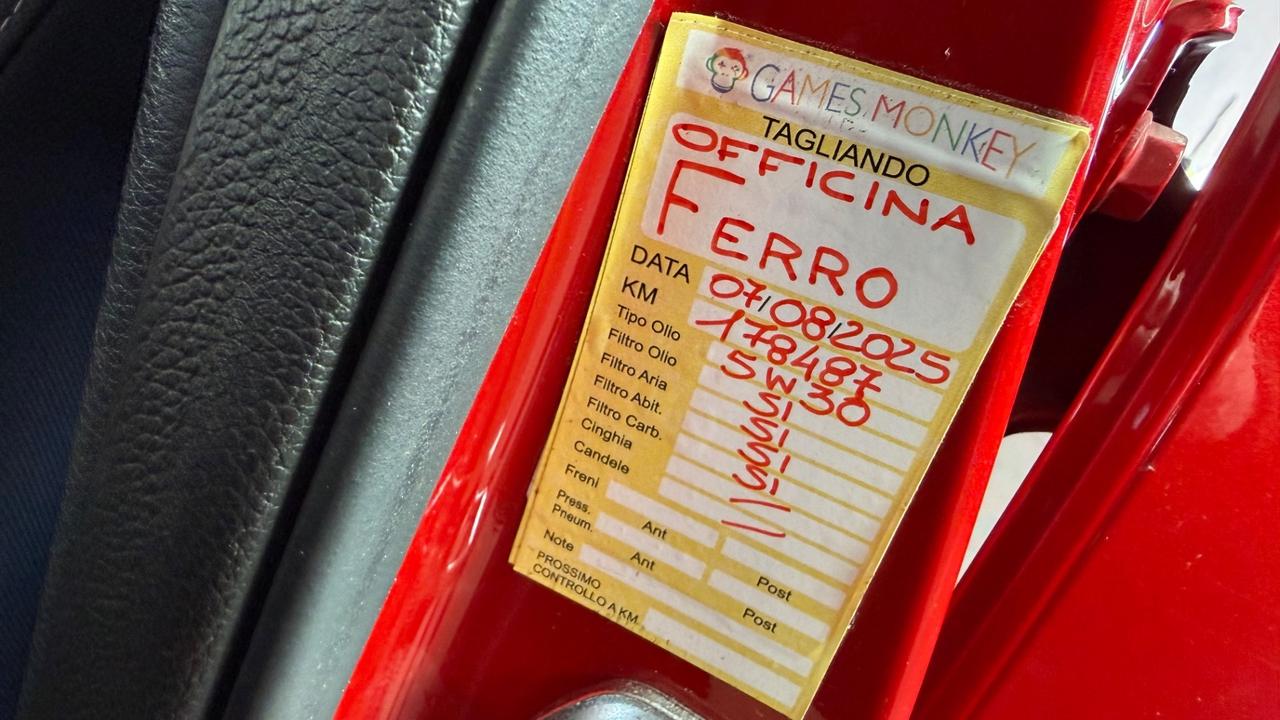 GAMES MONKEY
TAGLIANDO
OFFICINA
FERRO
DATA 07/08/2025
KM 178487
Tipo Olio 5W30
Filtro Olio SI
Filtro Aria SI
Filtro Abit. SI
Filtro Carb. SI
Cinghia \
Candele \
Freni Ant Post
Press. Pneum. Ant Post
Note
PROSSIMO
CONTROLLO A KM